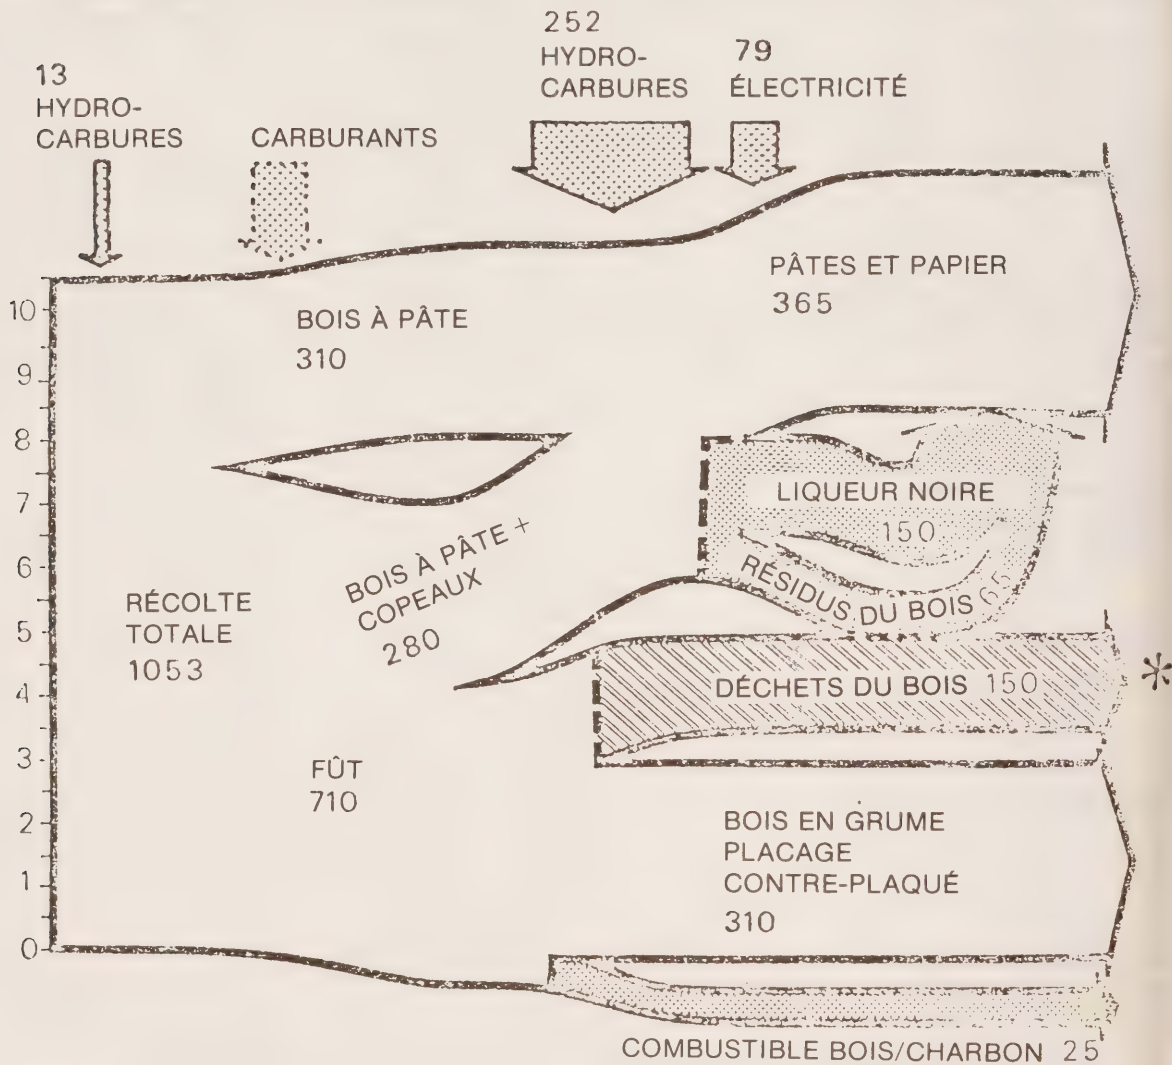 13
HYDRO-
CARBURES
CARBURANTS
252
HYDRO-
CARBURES
79
ÉLECTRICITÉ
10
9
8
7
6
5
4
3
2
1
0
BOIS À PÂTE
310
PÂTES ET PAPIER
365
LIQUEUR NOIRE
150
RÉSIDUS DU BOIS 65
BOIS À PÂTE +
COPEAUX
280
RÉCOLTE
TOTALE
1053
DÉCHETS DU BOIS 150 *
FÛT
710
BOIS EN GRUME
PLACAGE
CONTRE-PLAQUÉ
310
COMBUSTIBLE BOIS/CHARBON 25